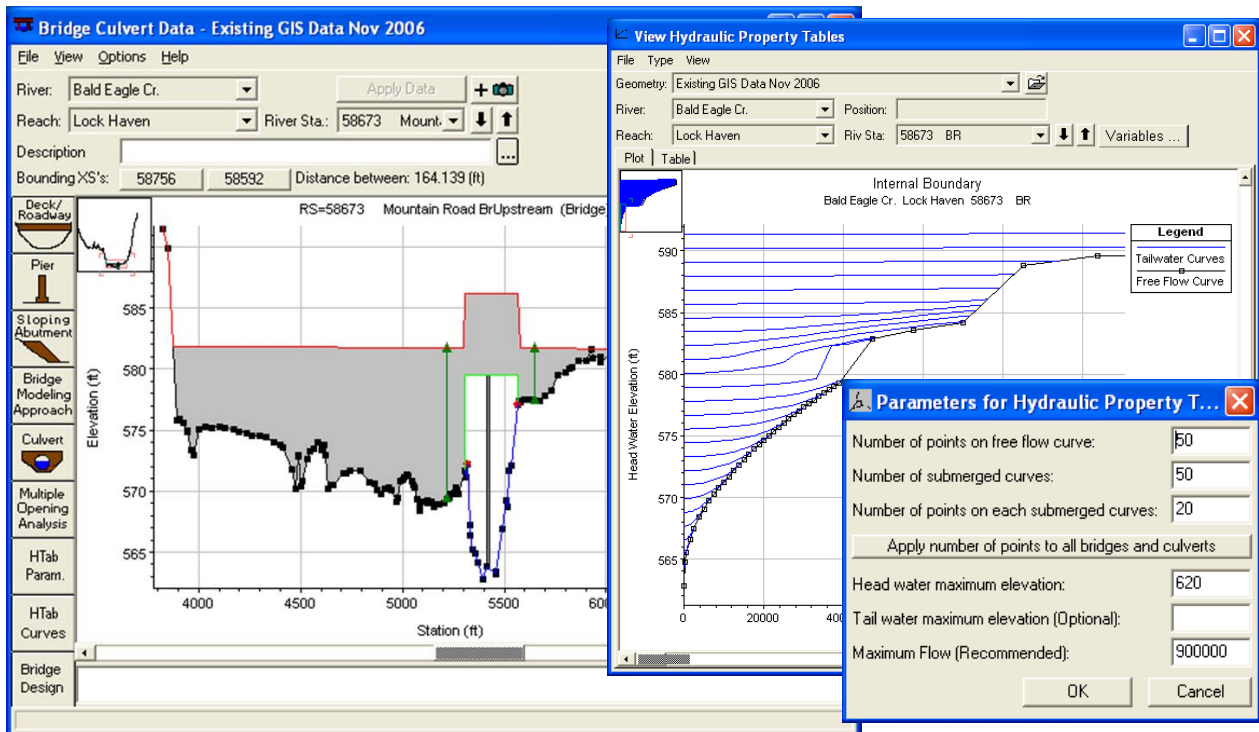 Bridge Culvert Data - Existing GIS Data Nov 2006
File View Options Help
River: Bald Eagle Cr. Apply Data +
Reach: Lock Haven River Sta.: 58673 Mount
Description ...
Bounding XS's: 58756 58592 Distance between: 164.139 (ft)
Deck/
Roadway
Pier
Sloping
Abutment
Bridge
Modeling
Approach
Culvert
Multiple
Opening
Analysis
HTab
Param.
HTab
Curves
Bridge
Design
RS=58673 Mountain Road BrUpstream (Bridge)
585
580
575
570
565
Elevation (ft)
4000 4500 5000 5500 600
Station (ft)
View Hydraulic Property Tables
File Type View
Geometry: Existing GIS Data Nov 2006
River: Bald Eagle Cr. Position:
Reach: Lock Haven Riv Sta: 58673 BR Variables ...
Plot Table
Internal Boundary
Bald Eagle Cr. Lock Haven 58673 BR
Legend
Tailwater Curves
Free Flow Curve
590
585
580
575
570
565
Head Water Elevation (ft)
0 20000 400
Parameters for Hydraulic Property T...
Number of points on free flow curve: 50
Number of submerged curves: 50
Number of points on each submerged curves: 20
Apply number of points to all bridges and culverts
Head water maximum elevation: 620
Tail water maximum elevation (Optional):
Maximum Flow (Recommended): 900000
OK Cancel